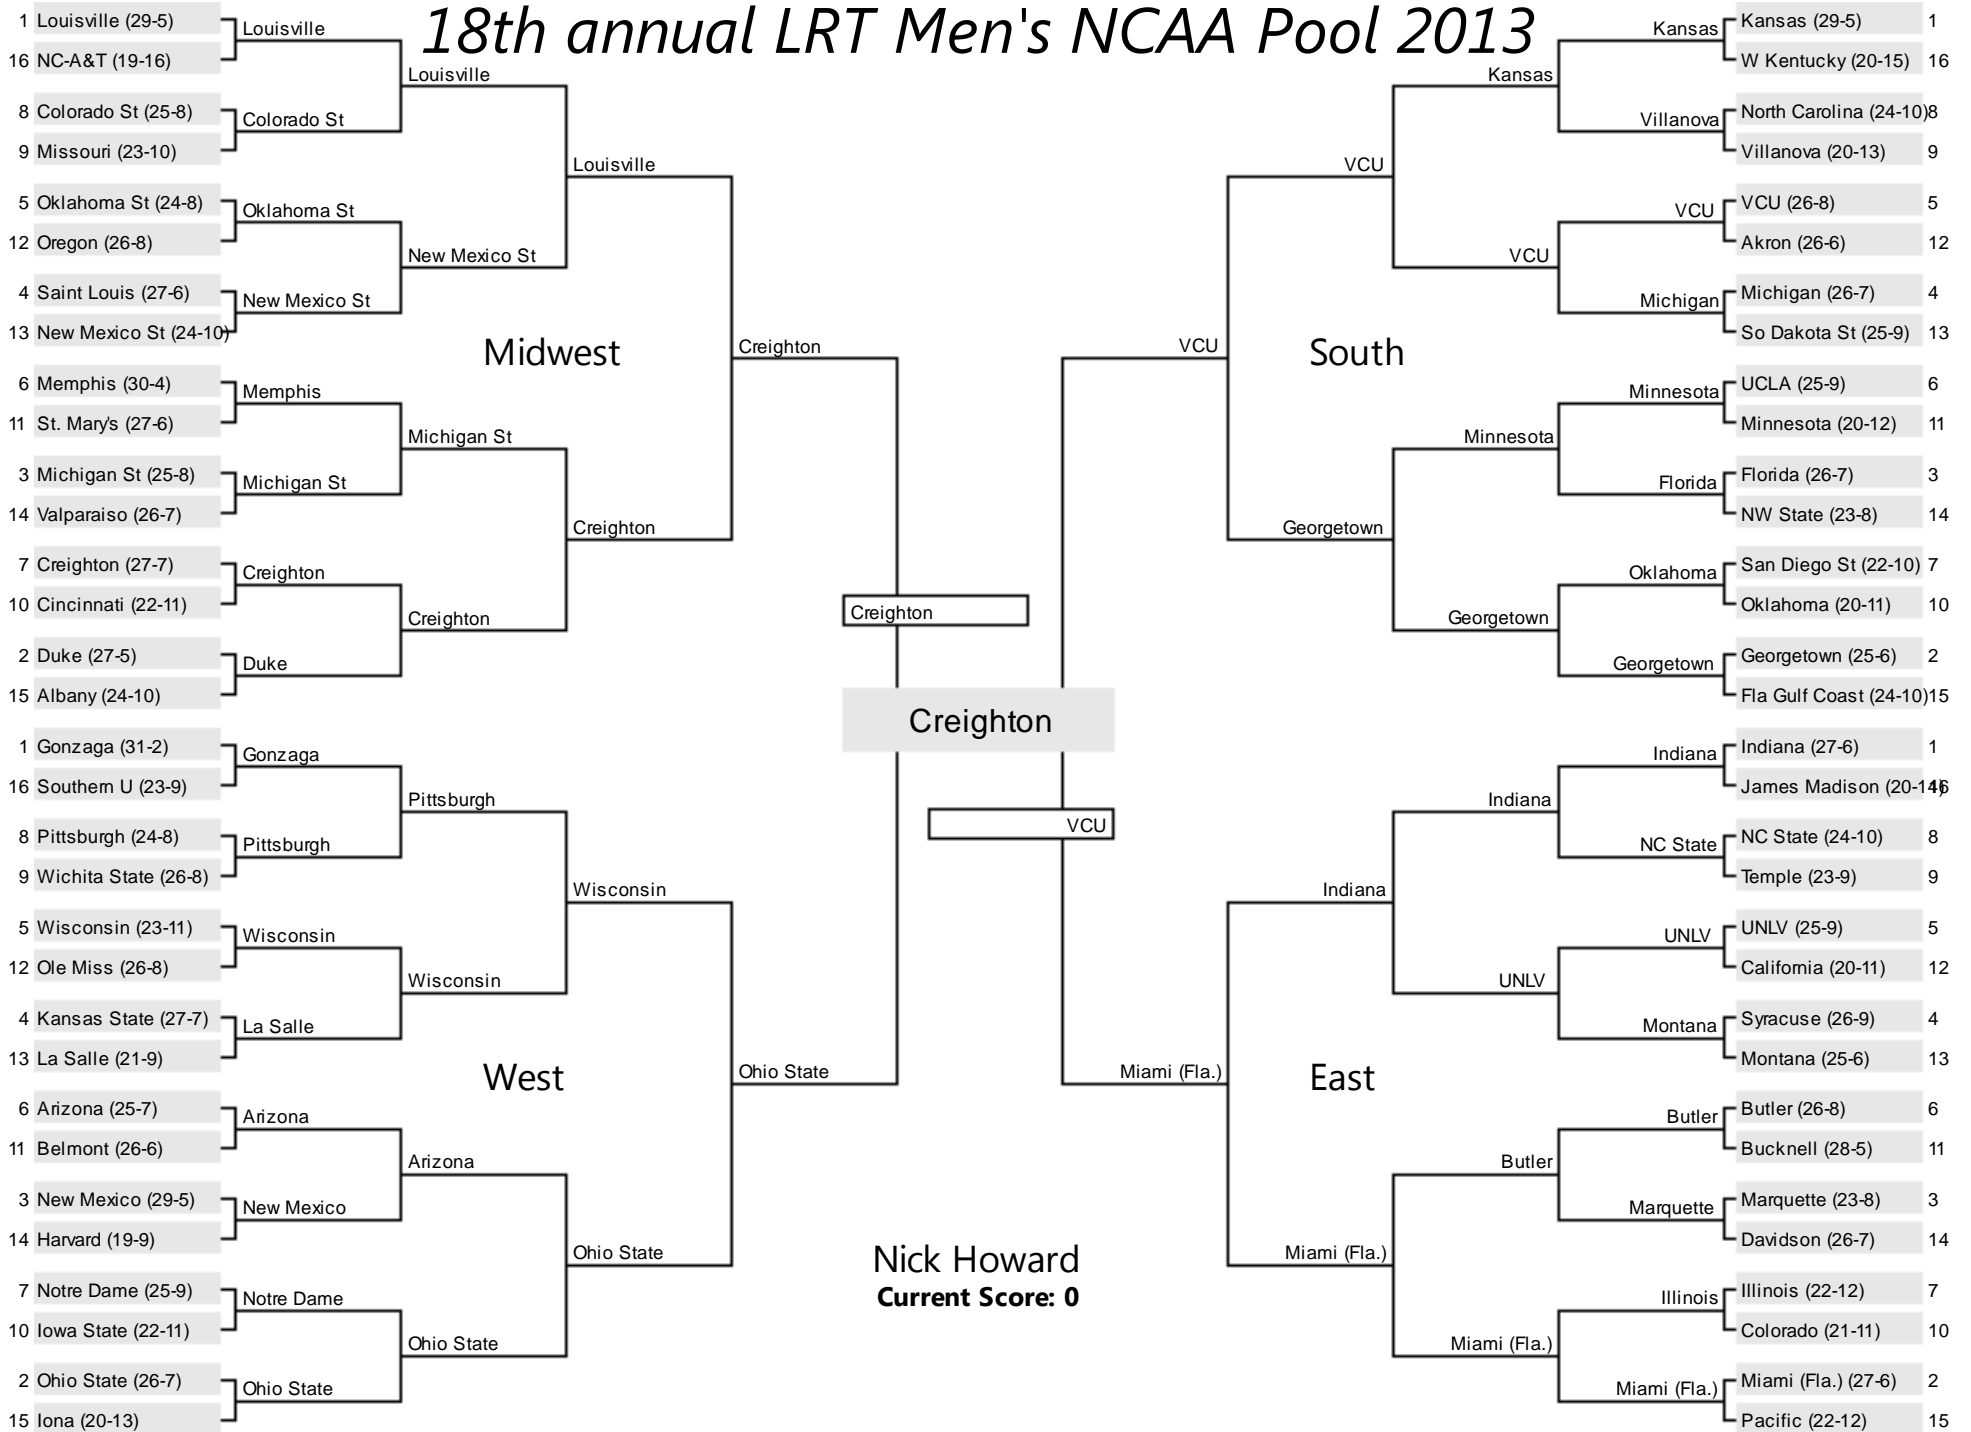 18th annual LRT Men's NCAA Pool 2013
1 Louisville (29-5)
16 NC-A&T (19-16)
8 Colorado St (25-8)
9 Missouri (23-10)
5 Oklahoma St (24-8)
12 Oregon (26-8)
4 Saint Louis (27-6)
13 New Mexico St (24-10)
6 Memphis (30-4)
11 St. Mary's (27-6)
3 Michigan St (25-8)
14 Valparaiso (26-7)
7 Creighton (27-7)
10 Cincinnati (22-11)
2 Duke (27-5)
15 Albany (24-10)
Louisville
Colorado St
Oklahoma St
New Mexico St
Memphis
Michigan St
Creighton
Duke
Louisville
New Mexico St
Michigan St
Creighton
Louisville
Creighton
Midwest
Creighton
1 Gonzaga (31-2)
16 Southern U (23-9)
8 Pittsburgh (24-8)
9 Wichita State (26-8)
5 Wisconsin (23-11)
12 Ole Miss (26-8)
4 Kansas State (27-7)
13 La Salle (21-9)
6 Arizona (25-7)
11 Belmont (26-6)
3 New Mexico (29-5)
14 Harvard (19-9)
7 Notre Dame (25-9)
10 Iowa State (22-11)
2 Ohio State (26-7)
15 Iona (20-13)
Gonzaga
Pittsburgh
Wisconsin
La Salle
Arizona
New Mexico
Notre Dame
Ohio State
Pittsburgh
Wisconsin
Arizona
Ohio State
Wisconsin
Ohio State
West
Ohio State
Creighton
Creighton
VCU
Nick Howard
Current Score: 0
Kansas (29-5) 1
W Kentucky (20-15) 16
North Carolina (24-10) 8
Villanova (20-13) 9
VCU (26-8) 5
Akron (26-6) 12
Michigan (26-7) 4
So Dakota St (25-9) 13
UCLA (25-9) 6
Minnesota (20-12) 11
Florida (26-7) 3
NW State (23-8) 14
San Diego St (22-10) 7
Oklahoma (20-11) 10
Georgetown (25-6) 2
Fla Gulf Coast (24-10) 15
Kansas
Villanova
VCU
Michigan
Minnesota
Florida
Oklahoma
Georgetown
Kansas
VCU
Minnesota
Georgetown
VCU
Georgetown
South
VCU
Indiana (27-6) 1
James Madison (20-14) 16
NC State (24-10) 8
Temple (23-9) 9
UNLV (25-9) 5
California (20-11) 12
Syracuse (26-9) 4
Montana (25-6) 13
Butler (26-8) 6
Bucknell (28-5) 11
Marquette (23-8) 3
Davidson (26-7) 14
Illinois (22-12) 7
Colorado (21-11) 10
Miami (Fla.) (27-6) 2
Pacific (22-12) 15
Indiana
NC State
UNLV
Montana
Butler
Marquette
Illinois
Miami (Fla.)
Indiana
UNLV
Butler
Miami (Fla.)
Indiana
Miami (Fla.)
East
Miami (Fla.)